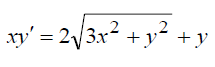 xy′ = 2√(3x² + y²) + y